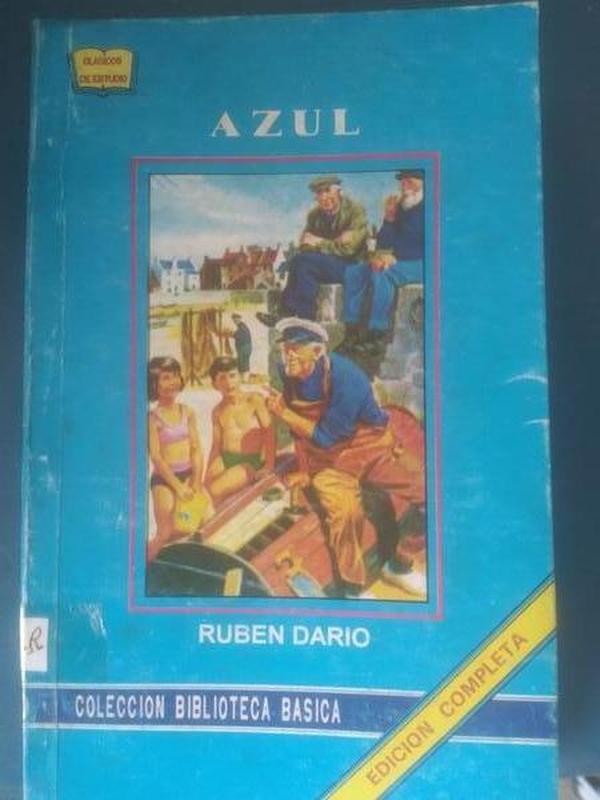 CLASICOS
DE ESTUDIO
AZUL
RUBEN DARIO
COLECCION BIBLIOTECA BASICA
EDICION COMPLETA